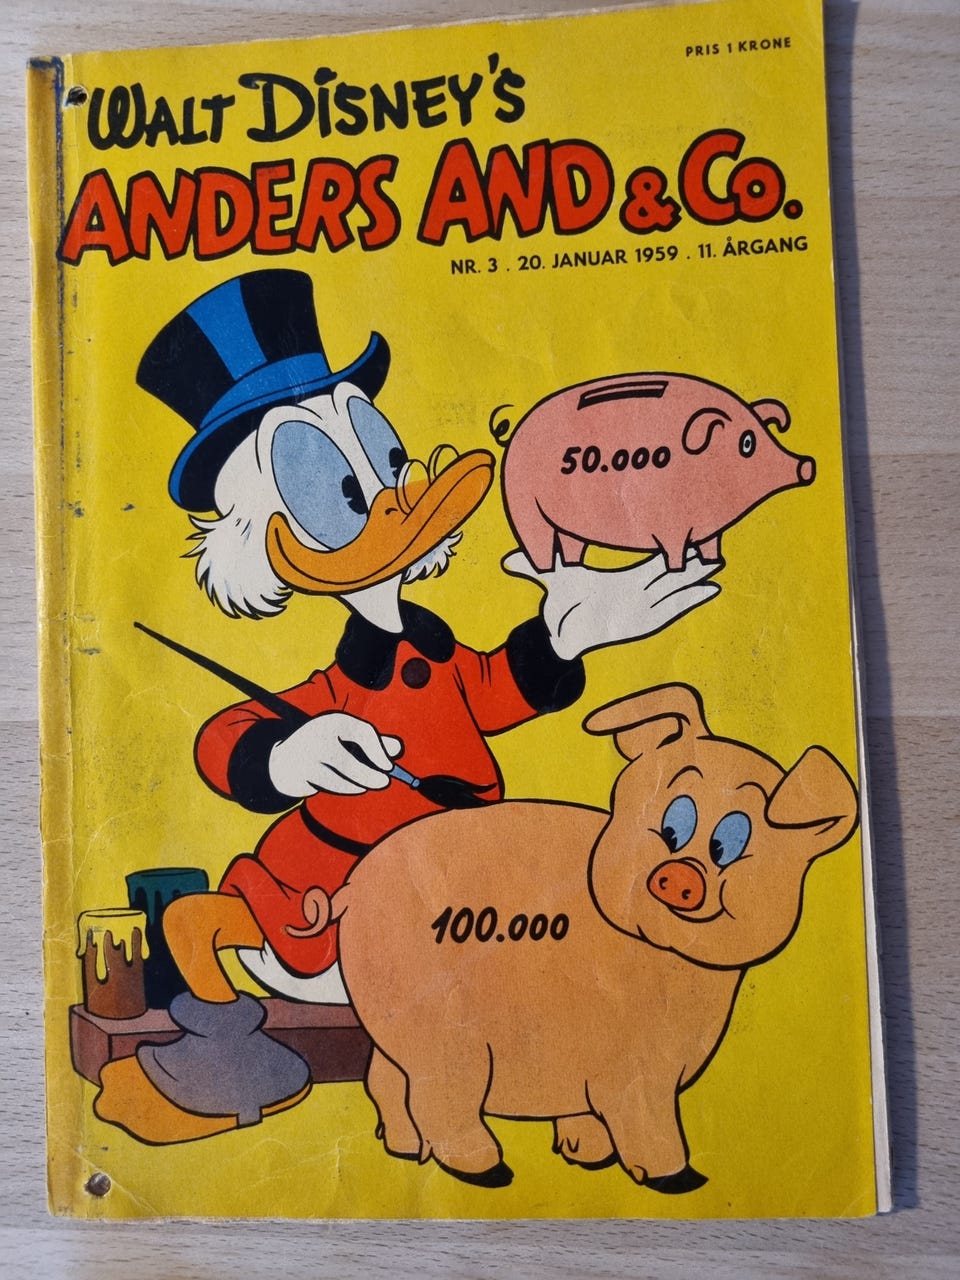 PRIS 1 KRONE
WALT DISNEY'S
ANDERS AND & CO.
NR. 3 . 20. JANUAR 1959 . 11. ÅRGANG
50.000
100.000